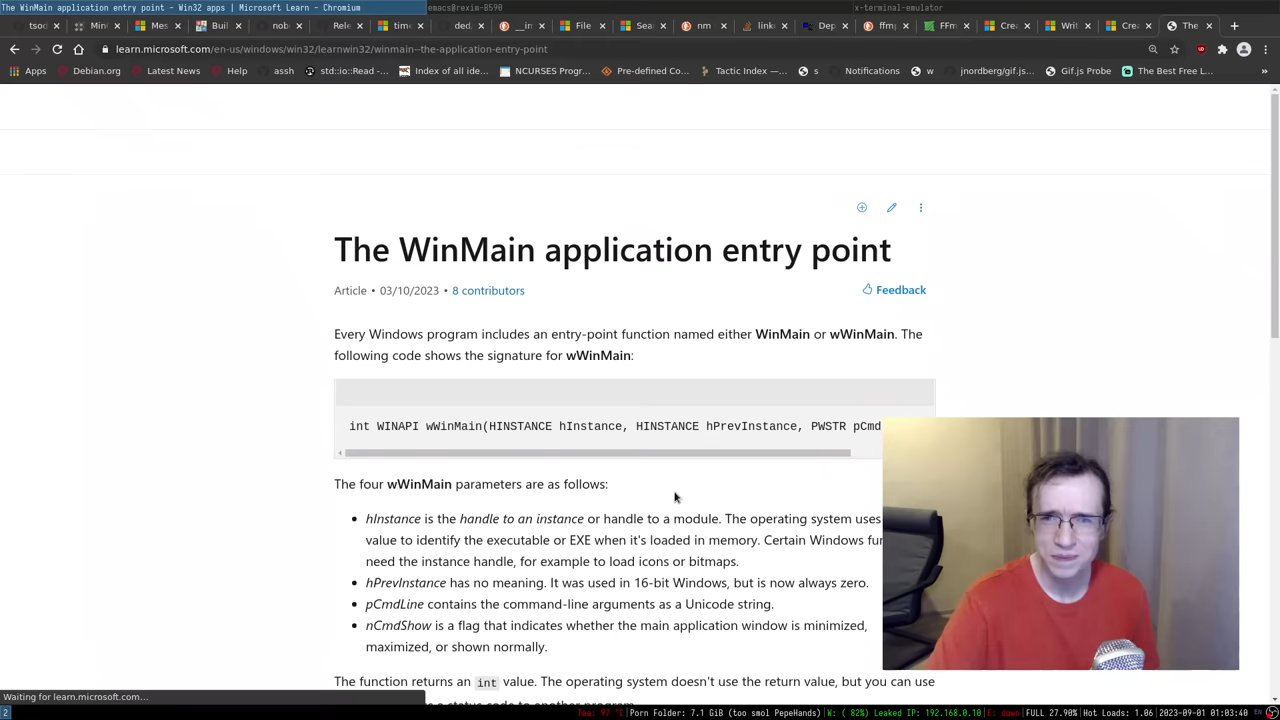 The WinMain application entry point - Win32 apps | Microsoft Learn - Chromium
emacs@rexim-8590
x-terminal-emulator
tsod
Mini
Mes
Buil
nob
Rele
tim
ded.
__in
File
Sea
nm
link
Dep
ffm
FFm
Cre
Writ
Cre
The
learn.microsoft.com/en-us/windows/win32/learnwin32/winmain--the-application-entry-point
Apps
Debian.org
Latest News
Help
assh
std::io::Read -...
Index of all ide...
NCURSES Progr...
Pre-defined Co...
Tactic Index —...
s
Notifications
w
jnordberg/gif.js...
Gif.js Probe
The Best Free L...
»
The WinMain application entry point
Article • 03/10/2023 • 8 contributors
Feedback
Every Windows program includes an entry-point function named either WinMain or wWinMain. The
following code shows the signature for wWinMain:
int WINAPI wWinMain(HINSTANCE hInstance, HINSTANCE hPrevInstance, PWSTR pCmd
The four wWinMain parameters are as follows:
• hInstance is the handle to an instance or handle to a module. The operating system uses
value to identify the executable or EXE when it's loaded in memory. Certain Windows fun
need the instance handle, for example to load icons or bitmaps.
• hPrevInstance has no meaning. It was used in 16-bit Windows, but is now always zero.
• pCmdLine contains the command-line arguments as a Unicode string.
• nCmdShow is a flag that indicates whether the main application window is minimized,
maximized, or shown normally.
The function returns an int value. The operating system doesn't use the return value, but you can use
Waiting for learn.microsoft.com...
a status code to another program.
2
Porn Folder: 7.1 GiB (too smol PepeHands)
W: ( 82%) Leaked IP: 192.168.0.10
E: down
FULL 27.90%
Hot Loads: 1.06
2023-09-01 01:03:40
EN